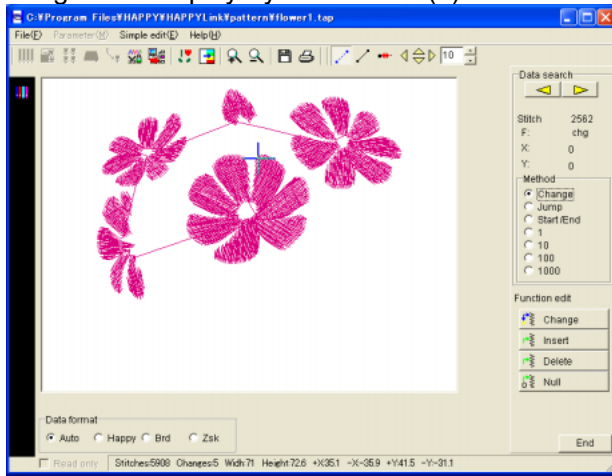 C:¥Program Files¥HAPPY¥HAPPYLink¥pattern¥flower1.tap
File(F) Parameter(M) Simple edit(E) Help(H)
10
Data search
Stitch 2562
F: chg
X: 0
Y: 0
Method
Change
Jump
Start/End
1
10
100
1000
Function edit
Change
Insert
Delete
Null
Data format
Auto Happy Brd Zsk
End
Read only Stitches:5908 Changes:5 Widh:71 Height:72.6 +X:35.1 -X:-35.9 +Y:41.5 -Y:-31.1